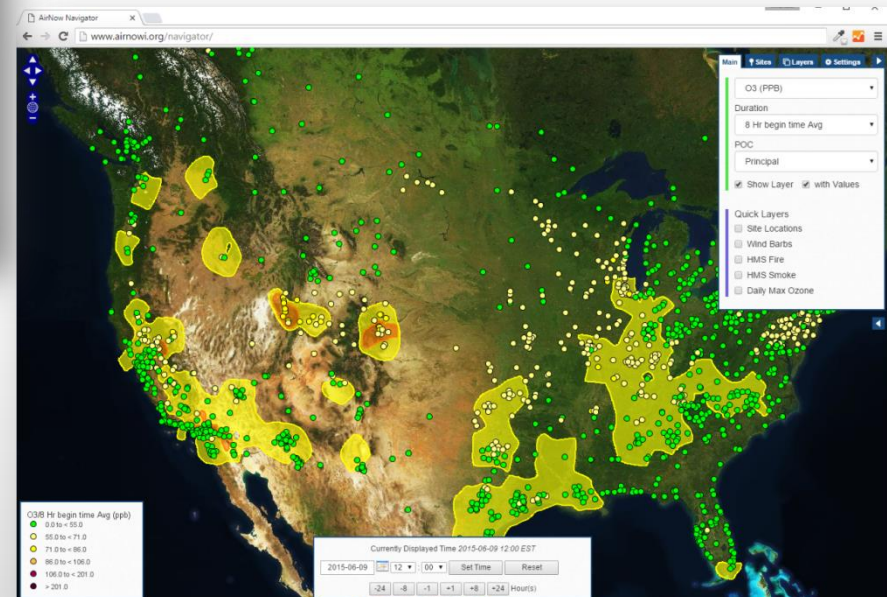 AirNow Navigator
www.airnowi.org/navigator/
Main Sites Layers Settings
O3 (PPB)
Duration
8 Hr begin time Avg
POC
Principal
Show Layer with Values
Quick Layers
Site Locations
Wind Barbs
HMS Fire
HMS Smoke
Daily Max Ozone
O3/8 Hr begin time Avg (ppb)
0.0 to < 55.0
55.0 to < 71.0
71.0 to < 86.0
86.0 to < 106.0
106.0 to < 201.0
> 201.0
Currently Displayed Time 2015-06-09 12:00 EST
2015-06-09 12 : 00 Set Time Reset
-24 -8 -1 +1 +8 +24 Hour(s)